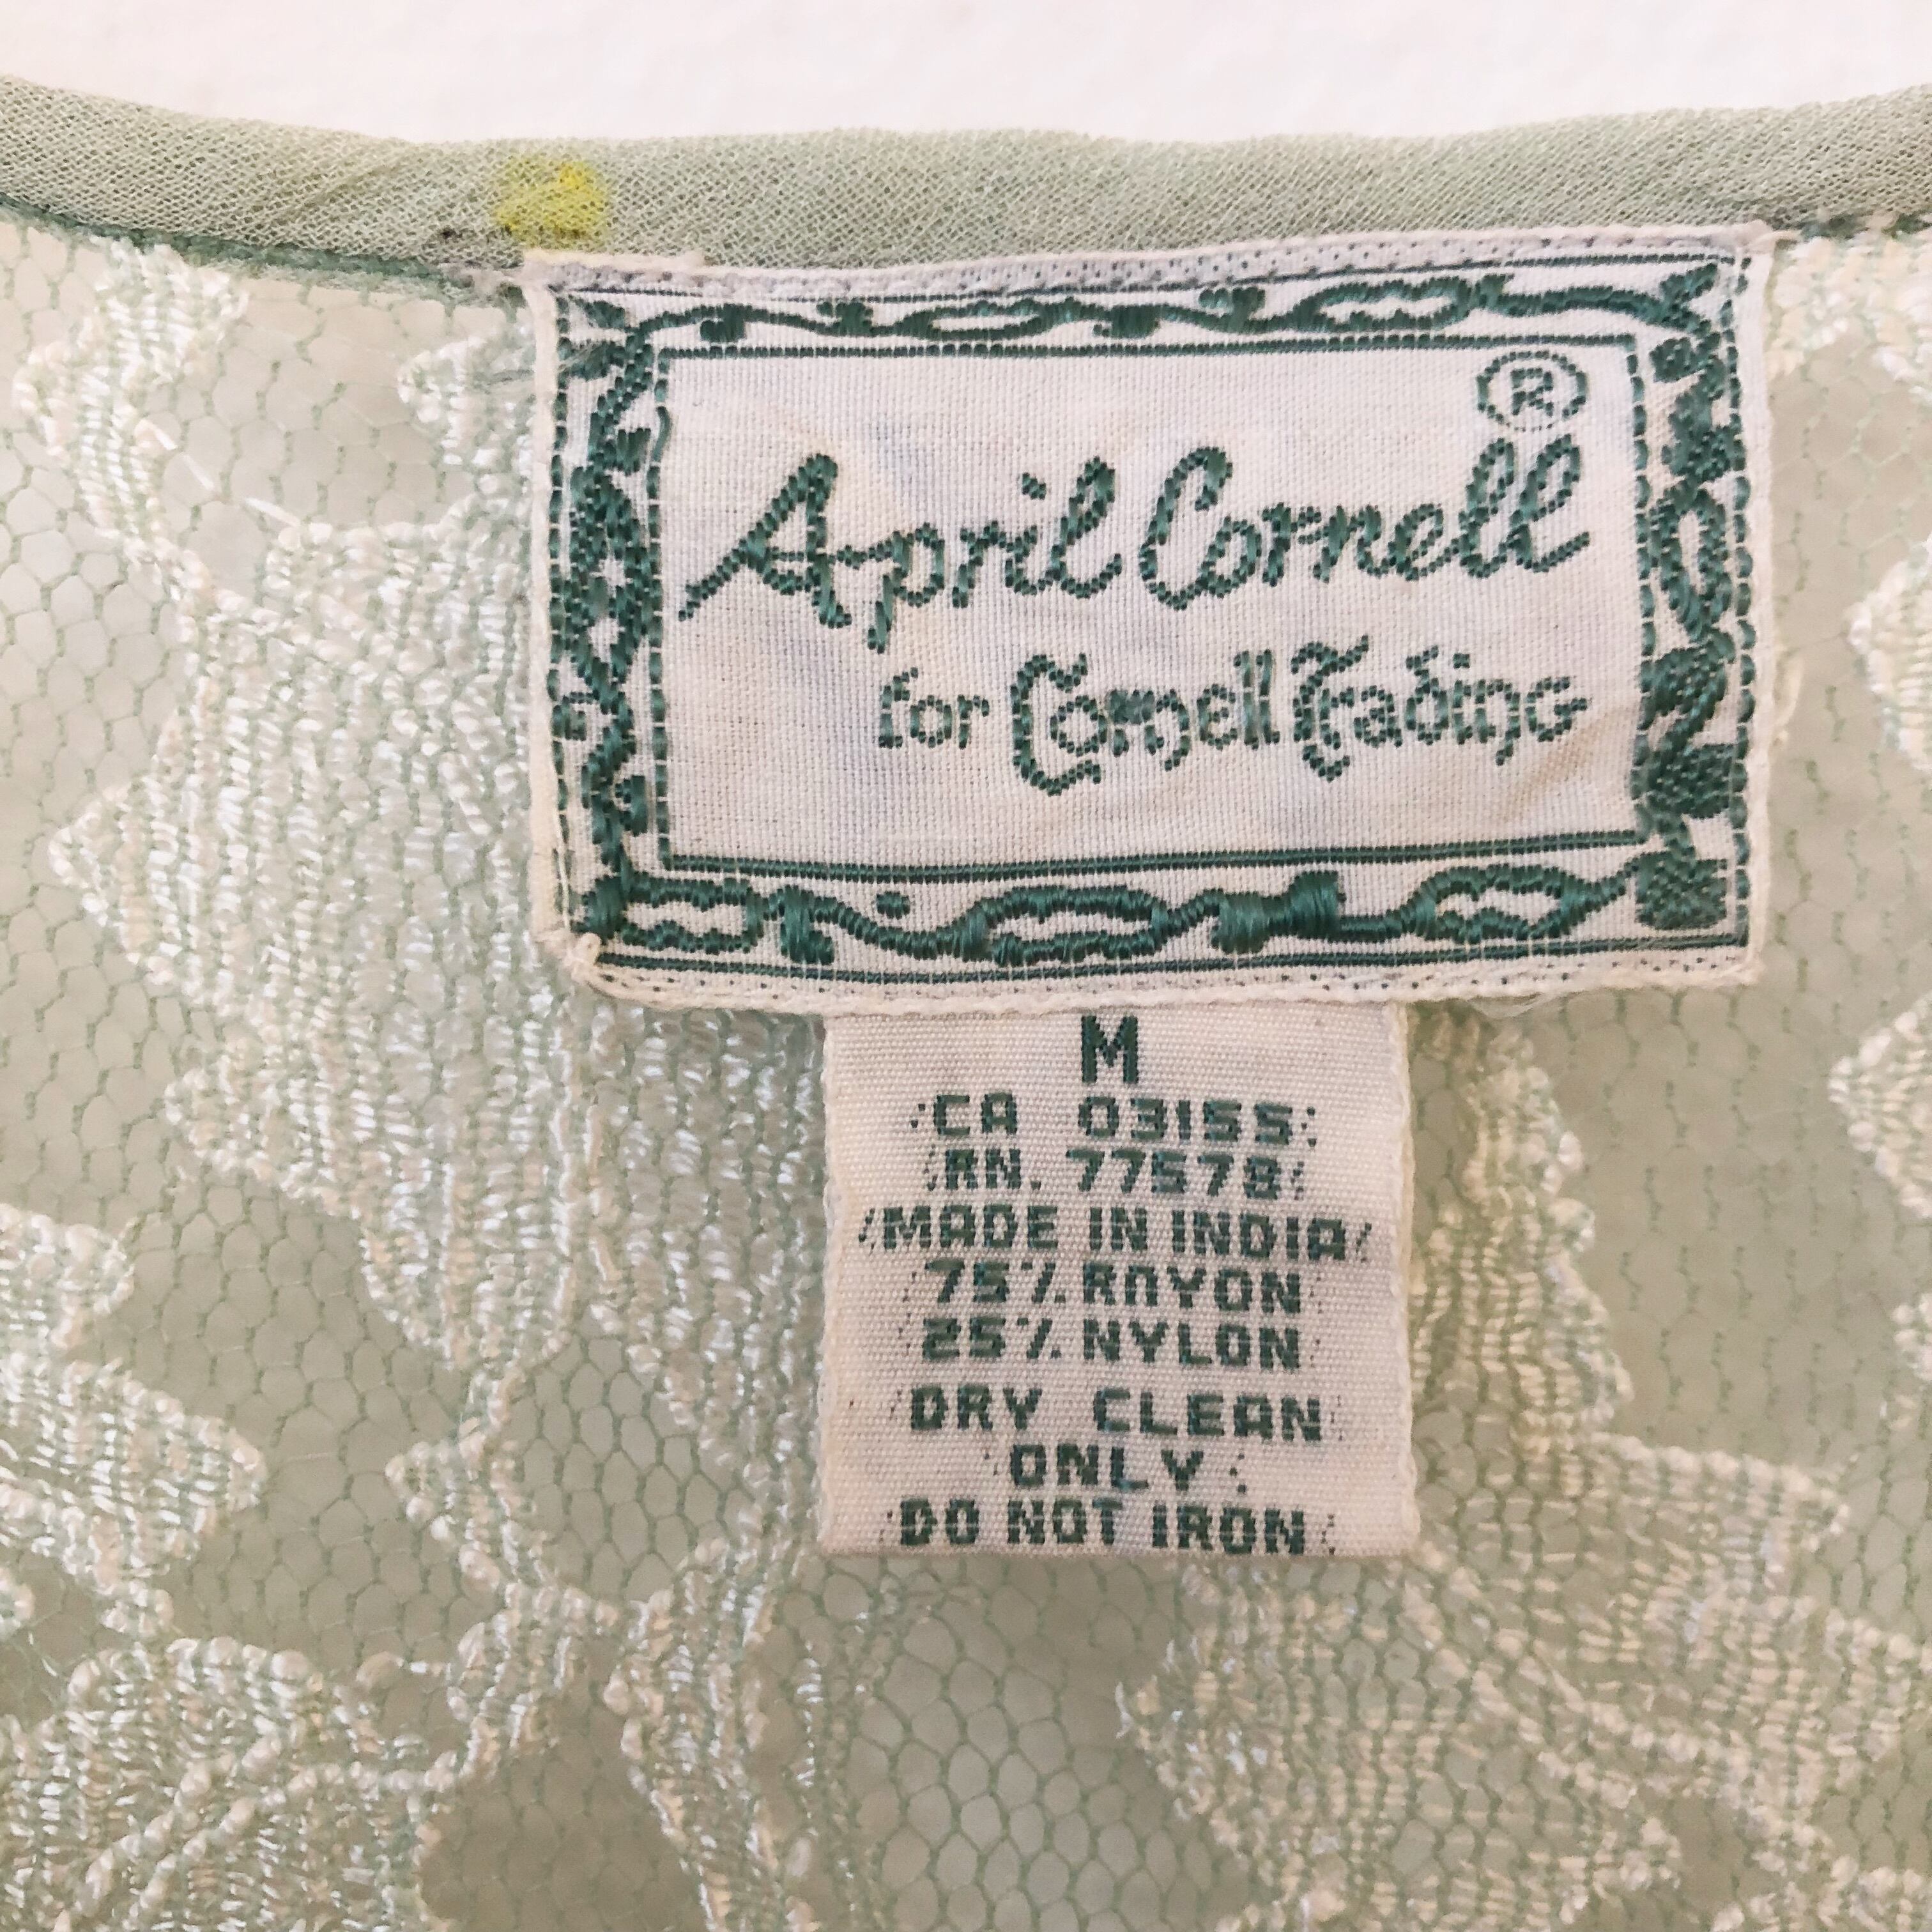 ®
April Cornell
for Cornell Trading
M
CA 03155
RN. 77578
MADE IN INDIA
75% RAYON
25% NYLON
DRY CLEAN
ONLY
DO NOT IRON